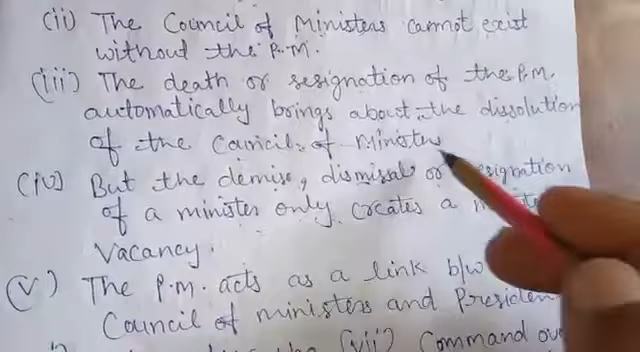 (ii) The Council of Ministers cannot exist
without the P.M.
(iii) The death or resignation of the P.M.
automatically brings about the dissolution
of the Council of Ministers
(iv) But the demise, dismissal or resignation
of a minister only creates a
Vacancy.
(v) The P.M. acts as a link b/w
Council of ministers and President
the (vii) Command